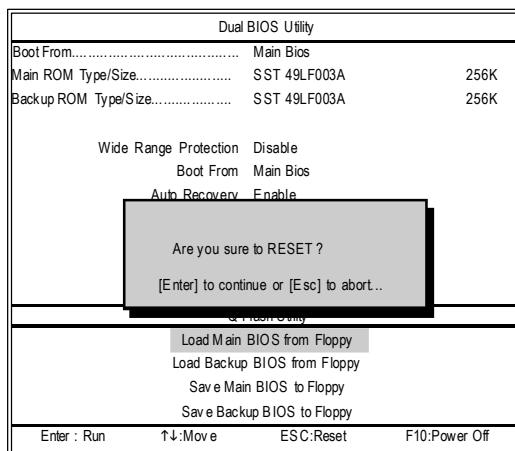 Dual BIOS Utility
Boot From.......................................... Main Bios
Main ROM Type/Size....................... SST 49LF003A 256K
Backup ROM Type/Size................... SST 49LF003A 256K
Wide Range Protection Disable
Boot From Main Bios
Auto Recovery Enable
Are you sure to RESET ?
[Enter] to continue or [Esc] to abort...
Q-Flash Utility
Load Main BIOS from Floppy
Load Backup BIOS from Floppy
Save Main BIOS to Floppy
Save Backup BIOS to Floppy
Enter : Run ↑↓:Move ESC:Reset F10:Power Off